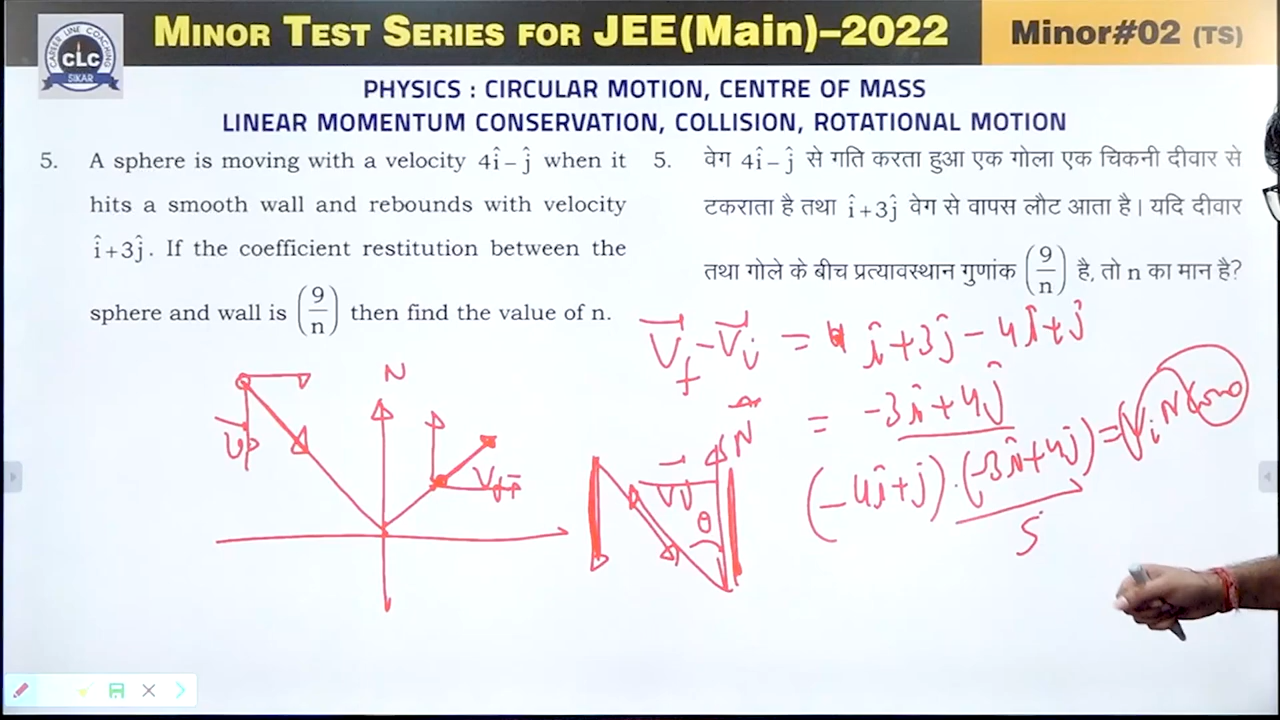 CAREER LINE COACHING
CLC
SIKAR
MINOR TEST SERIES FOR JEE(Main)–2022
Minor#02 (TS)
PHYSICS : CIRCULAR MOTION, CENTRE OF MASS
LINEAR MOMENTUM CONSERVATION, COLLISION, ROTATIONAL MOTION
5. A sphere is moving with a velocity 4î – ĵ when it
hits a smooth wall and rebounds with velocity
î+3ĵ. If the coefficient restitution between the
sphere and wall is (9/n) then find the value of n.
5. वेग 4î – ĵ से गति करता हुआ एक गोला एक चिकनी दीवार से
टकराता है तथा î+3ĵ वेग से वापस लौट आता है। यदि दीवार
तथा गोले के बीच प्रत्यावस्थान गुणांक (9/n) है, तो n का मान है?
V⃗f – V⃗i = î+3ĵ – 4î+ĵ
= -3î+4ĵ
(-4î+ĵ).(-3î+4ĵ) = Vi N cosθ
5
N
N
θ